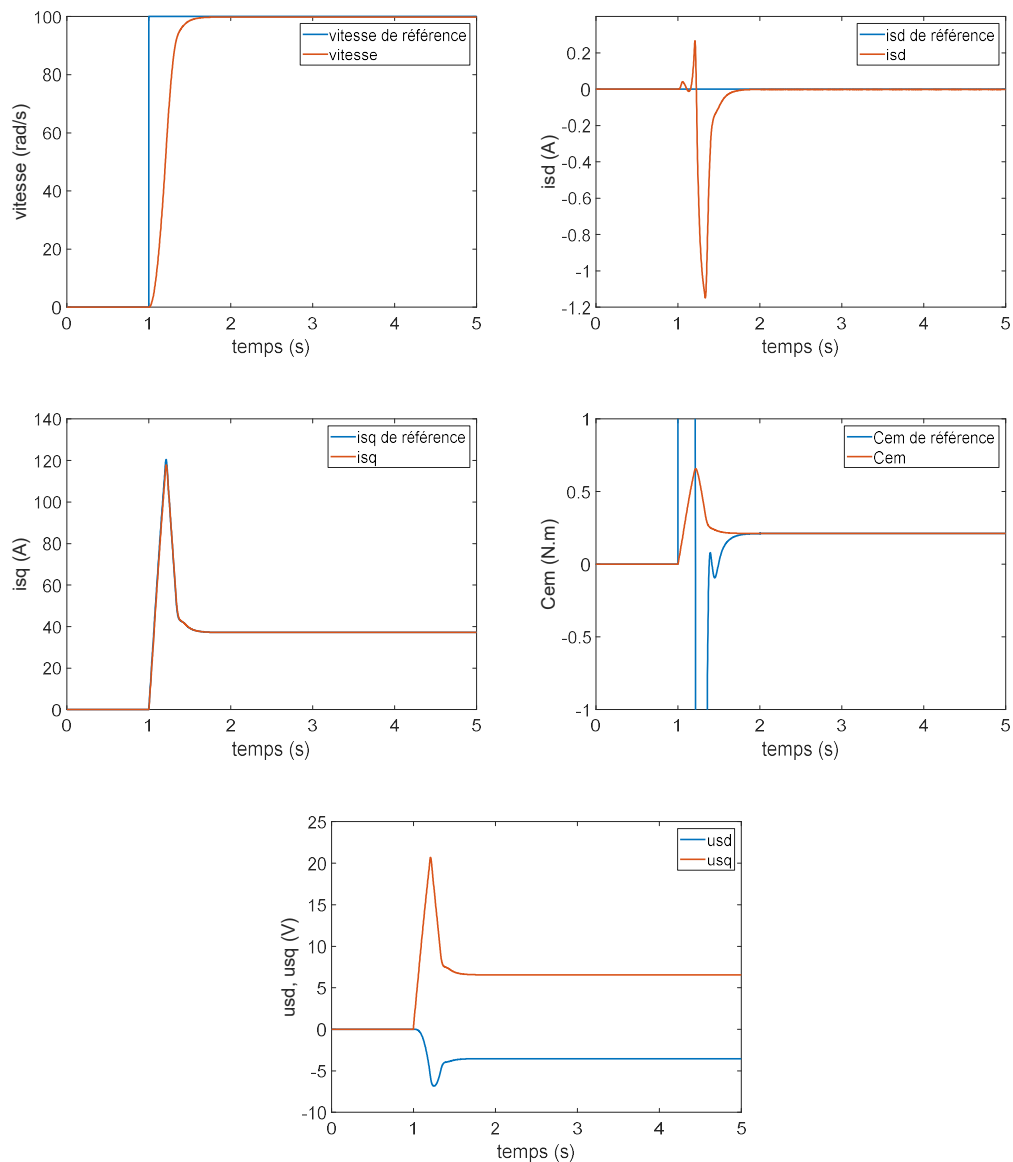 100
80
60
40
20
0
vitesse (rad/s)
vitesse de référence
vitesse
0 1 2 3 4 5
temps (s)
0.2
0
-0.2
-0.4
-0.6
-0.8
-1
-1.2
isd (A)
isd de référence
isd
0 1 2 3 4 5
temps (s)
140
120
100
80
60
40
20
0
isq (A)
isq de référence
isq
0 1 2 3 4 5
temps (s)
1
0.5
0
-0.5
-1
Cem (N.m)
Cem de référence
Cem
0 1 2 3 4 5
temps (s)
25
20
15
10
5
0
-5
-10
usd, usq (V)
usd
usq
0 1 2 3 4 5
temps (s)